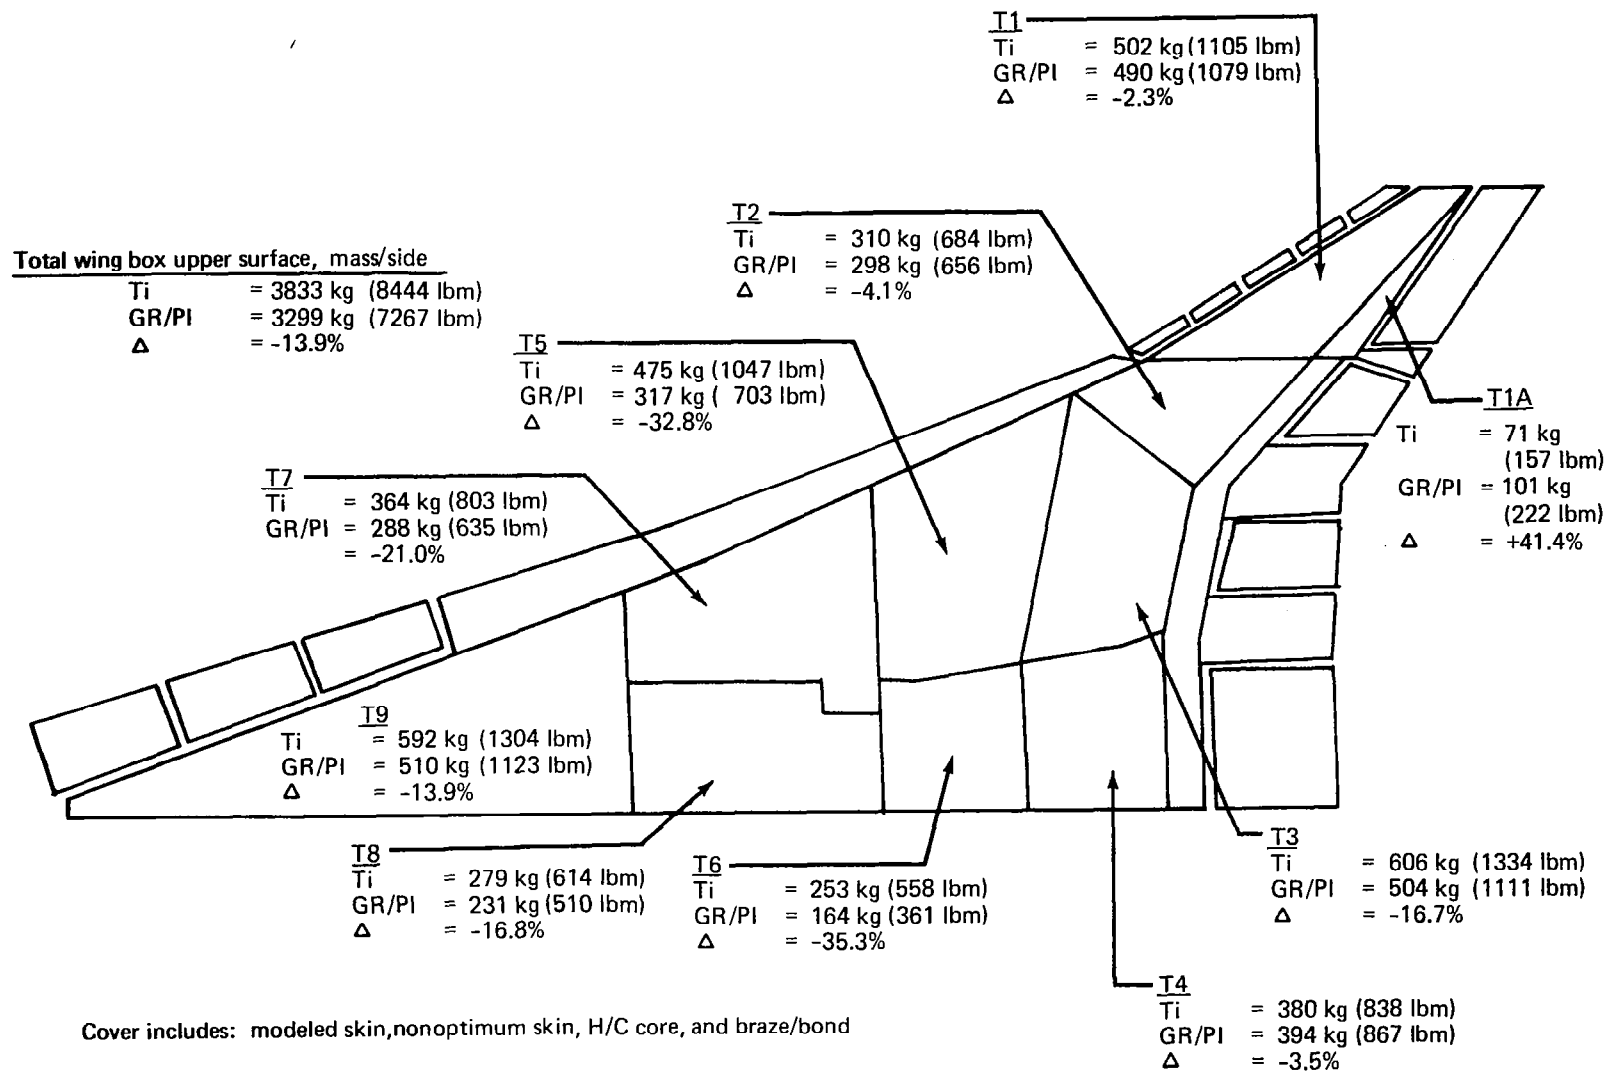 T1
Ti = 502 kg (1105 lbm)
GR/PI = 490 kg (1079 lbm)
Δ = -2.3%
T2
Ti = 310 kg (684 lbm)
GR/PI = 298 kg (656 lbm)
Δ = -4.1%
Total wing box upper surface, mass/side
Ti = 3833 kg (8444 lbm)
GR/PI = 3299 kg (7267 lbm)
Δ = -13.9%
T5
Ti = 475 kg (1047 lbm)
GR/PI = 317 kg ( 703 lbm)
Δ = -32.8%
T1A
Ti = 71 kg
(157 lbm)
GR/PI = 101 kg
(222 lbm)
Δ = +41.4%
T7
Ti = 364 kg (803 lbm)
GR/PI = 288 kg (635 lbm)
= -21.0%
T9
Ti = 592 kg (1304 lbm)
GR/PI = 510 kg (1123 lbm)
Δ = -13.9%
T8
Ti = 279 kg (614 lbm)
GR/PI = 231 kg (510 lbm)
Δ = -16.8%
T6
Ti = 253 kg (558 lbm)
GR/PI = 164 kg (361 lbm)
Δ = -35.3%
T3
Ti = 606 kg (1334 lbm)
GR/PI = 504 kg (1111 lbm)
Δ = -16.7%
T4
Ti = 380 kg (838 lbm)
GR/PI = 394 kg (867 lbm)
Δ = -3.5%
Cover includes: modeled skin,nonoptimum skin, H/C core, and braze/bond